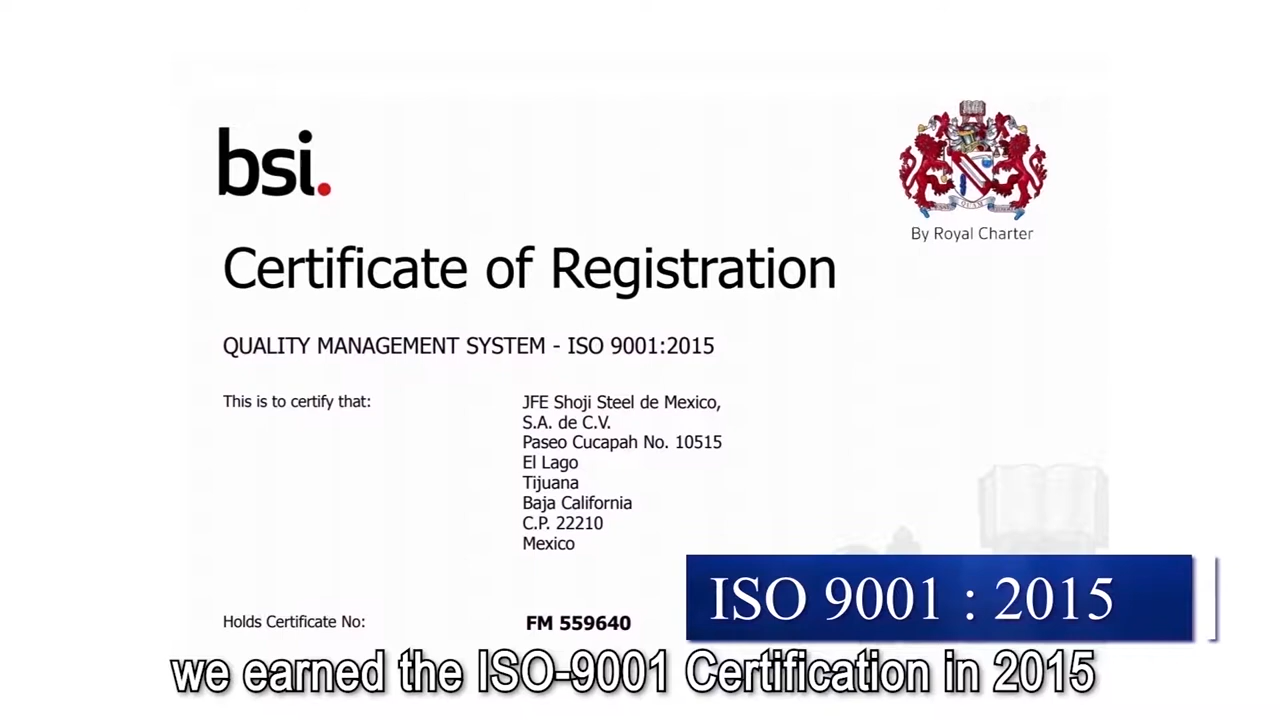 bsi.
By Royal Charter
Certificate of Registration
QUALITY MANAGEMENT SYSTEM - ISO 9001:2015
This is to certify that:
JFE Shoji Steel de Mexico,
S.A. de C.V.
Paseo Cucapah No. 10515
El Lago
Tijuana
Baja California
C.P. 22210
Mexico
Holds Certificate No:
FM 559640
ISO 9001 : 2015
we earned the ISO-9001 Certification in 2015